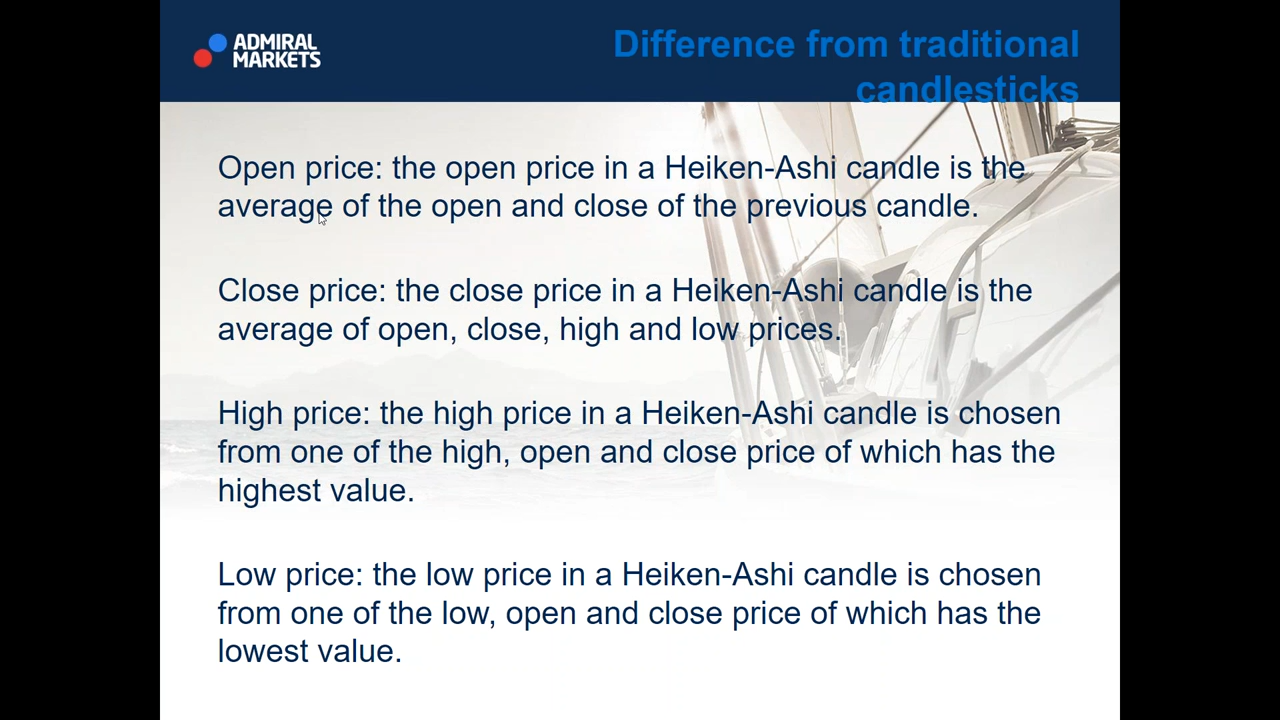 ADMIRAL
MARKETS
Difference from traditional
candlesticks
Open price: the open price in a Heiken-Ashi candle is the
average of the open and close of the previous candle.
Close price: the close price in a Heiken-Ashi candle is the
average of open, close, high and low prices.
High price: the high price in a Heiken-Ashi candle is chosen
from one of the high, open and close price of which has the
highest value.
Low price: the low price in a Heiken-Ashi candle is chosen
from one of the low, open and close price of which has the
lowest value.